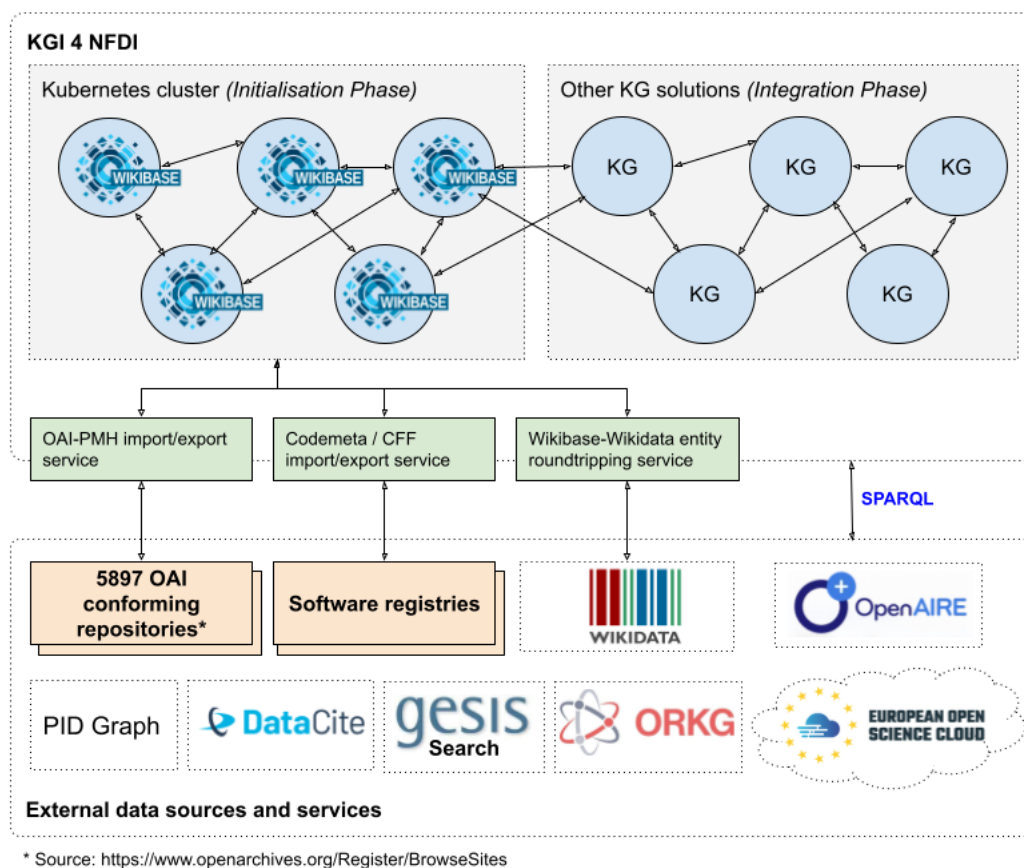 KGI 4 NFDI
Kubernetes cluster (Initialisation Phase)
Other KG solutions (Integration Phase)
WIKIBASE
WIKIBASE
WIKIBASE
KG
KG
KG
WIKIBASE
WIKIBASE
KG
KG
OAI-PMH import/export
service
Codemeta / CFF
import/export service
Wikibase-Wikidata entity
roundtripping service
SPARQL
5897 OAI
conforming
repositories*
Software registries
WIKIDATA
OpenAIRE
PID Graph
DataCite
gesis
Search
ORKG
EUROPEAN OPEN
SCIENCE CLOUD
External data sources and services
* Source: https://www.openarchives.org/Register/BrowseSites